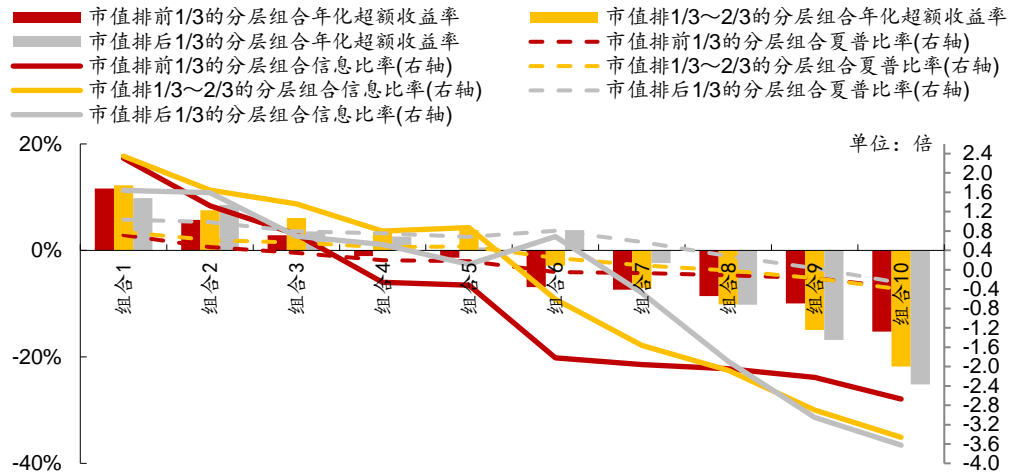 市值排前1/3的分层组合年化超额收益率
市值排1/3～2/3的分层组合年化超额收益率
市值排后1/3的分层组合年化超额收益率
市值排前1/3的分层组合夏普比率(右轴)
市值排前1/3的分层组合信息比率(右轴)
市值排1/3～2/3的分层组合夏普比率(右轴)
市值排1/3～2/3的分层组合信息比率(右轴)
市值排后1/3的分层组合夏普比率(右轴)
市值排后1/3的分层组合信息比率(右轴)
单位：倍
20%
0%
-20%
-40%
2.4
2.0
1.6
1.2
0.8
0.4
0.0
-0.4
-0.8
-1.2
-1.6
-2.0
-2.4
-2.8
-3.2
-3.6
-4.0
组合1
组合2
组合3
组合4
组合5
组合6
组合7
组合8
组合9
组合10